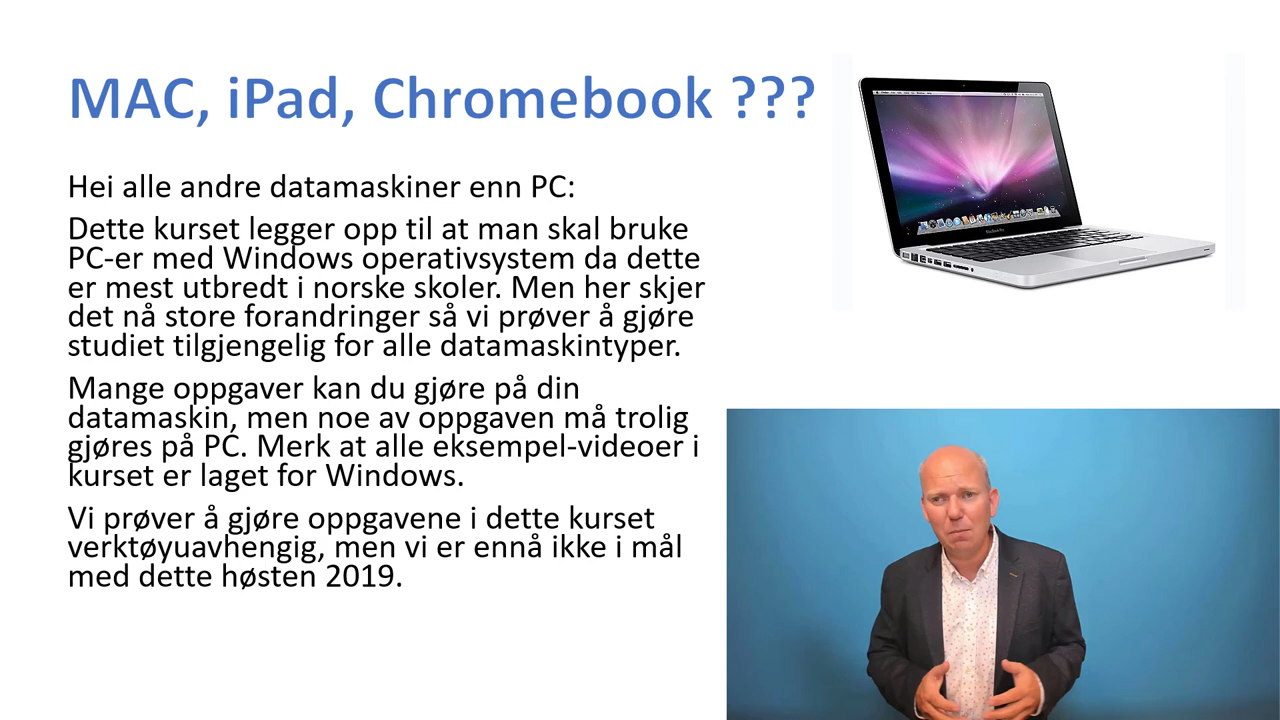 MAC, iPad, Chromebook ???
Hei alle andre datamaskiner enn PC:
Dette kurset legger opp til at man skal bruke
PC-er med Windows operativsystem da dette
er mest utbredt i norske skoler. Men her skjer
det nå store forandringer så vi prøver å gjøre
studiet tilgjengelig for alle datamaskintyper.
Mange oppgaver kan du gjøre på din
datamaskin, men noe av oppgaven må trolig
gjøres på PC. Merk at alle eksempel-videoer i
kurset er laget for Windows.
Vi prøver å gjøre oppgavene i dette kurset
verktøyuavhengig, men vi er ennå ikke i mål
med dette høsten 2019.